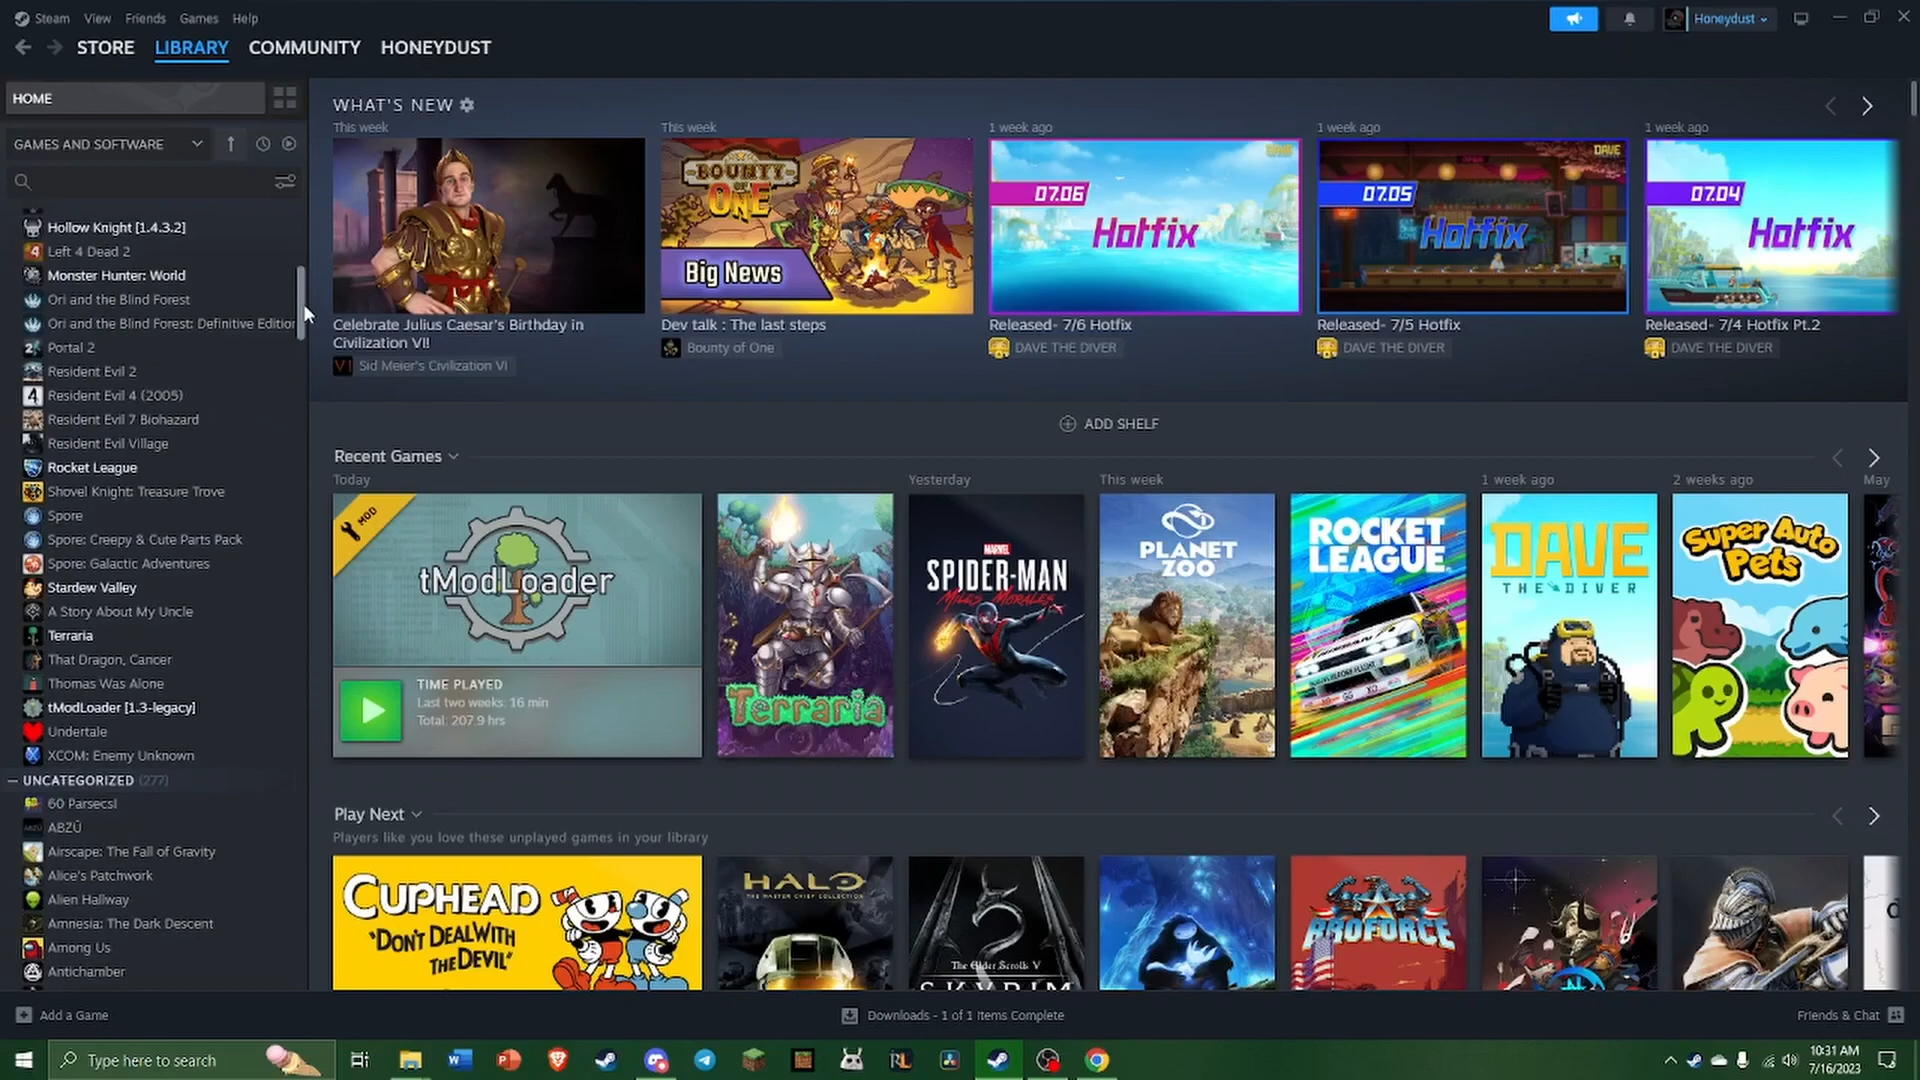 Steam View Friends Games Help
Honeydust
STORE LIBRARY COMMUNITY HONEYDUST
HOME
GAMES AND SOFTWARE
Hollow Knight [1.4.3.2]
Left 4 Dead 2
Monster Hunter: World
Ori and the Blind Forest
Ori and the Blind Forest: Definitive Edition
Portal 2
Resident Evil 2
Resident Evil 4 (2005)
Resident Evil 7 Biohazard
Resident Evil Village
Rocket League
Shovel Knight: Treasure Trove
Spore
Spore: Creepy & Cute Parts Pack
Spore: Galactic Adventures
Stardew Valley
A Story About My Uncle
Terraria
That Dragon, Cancer
Thomas Was Alone
tModLoader [1.3-legacy]
Undertale
XCOM: Enemy Unknown
UNCATEGORIZED (277)
60 Parsecs!
ABZÛ
Airscape: The Fall of Gravity
Alice's Patchwork
Alien Hallway
Amnesia: The Dark Descent
Among Us
Antichamber
WHAT'S NEW
This week
Celebrate Julius Caesar's Birthday in
Civilization VI!
VI Sid Meier's Civilization VI
This week
BOUNTY
OF
ONE
Big News
Dev talk : The last steps
Bounty of One
1 week ago
DAVE
07.06
Hotfix
Released- 7/6 Hotfix
DAVE THE DIVER
1 week ago
DAVE
07.05
Hotfix
Released- 7/5 Hotfix
DAVE THE DIVER
1 week ago
07.04
Hotfix
Released- 7/4 Hotfix Pt.2
DAVE THE DIVER
ADD SHELF
Recent Games
Today
MOD
tModLoader
TIME PLAYED
Last two weeks: 16 min
Total: 207.9 hrs
Terraria
Yesterday
MARVEL
SPIDER-MAN
MILES MORALES
This week
PLANET
ZOO
ROCKET
LEAGUE
1 week ago
DAVE
THE DIVER
2 weeks ago
Super Auto
Pets
May
Play Next
Players like you love these unplayed games in your library
CUPHEAD
"DON'T DEAL WITH
THE DEVIL"
HALO
THE MASTER CHIEF COLLECTION
The Elder Scrolls V
SKYRIM
BROFORCE
Add a Game
Downloads - 1 of 1 Items Complete
Friends & Chat
Type here to search
10:31 AM
7/16/2023